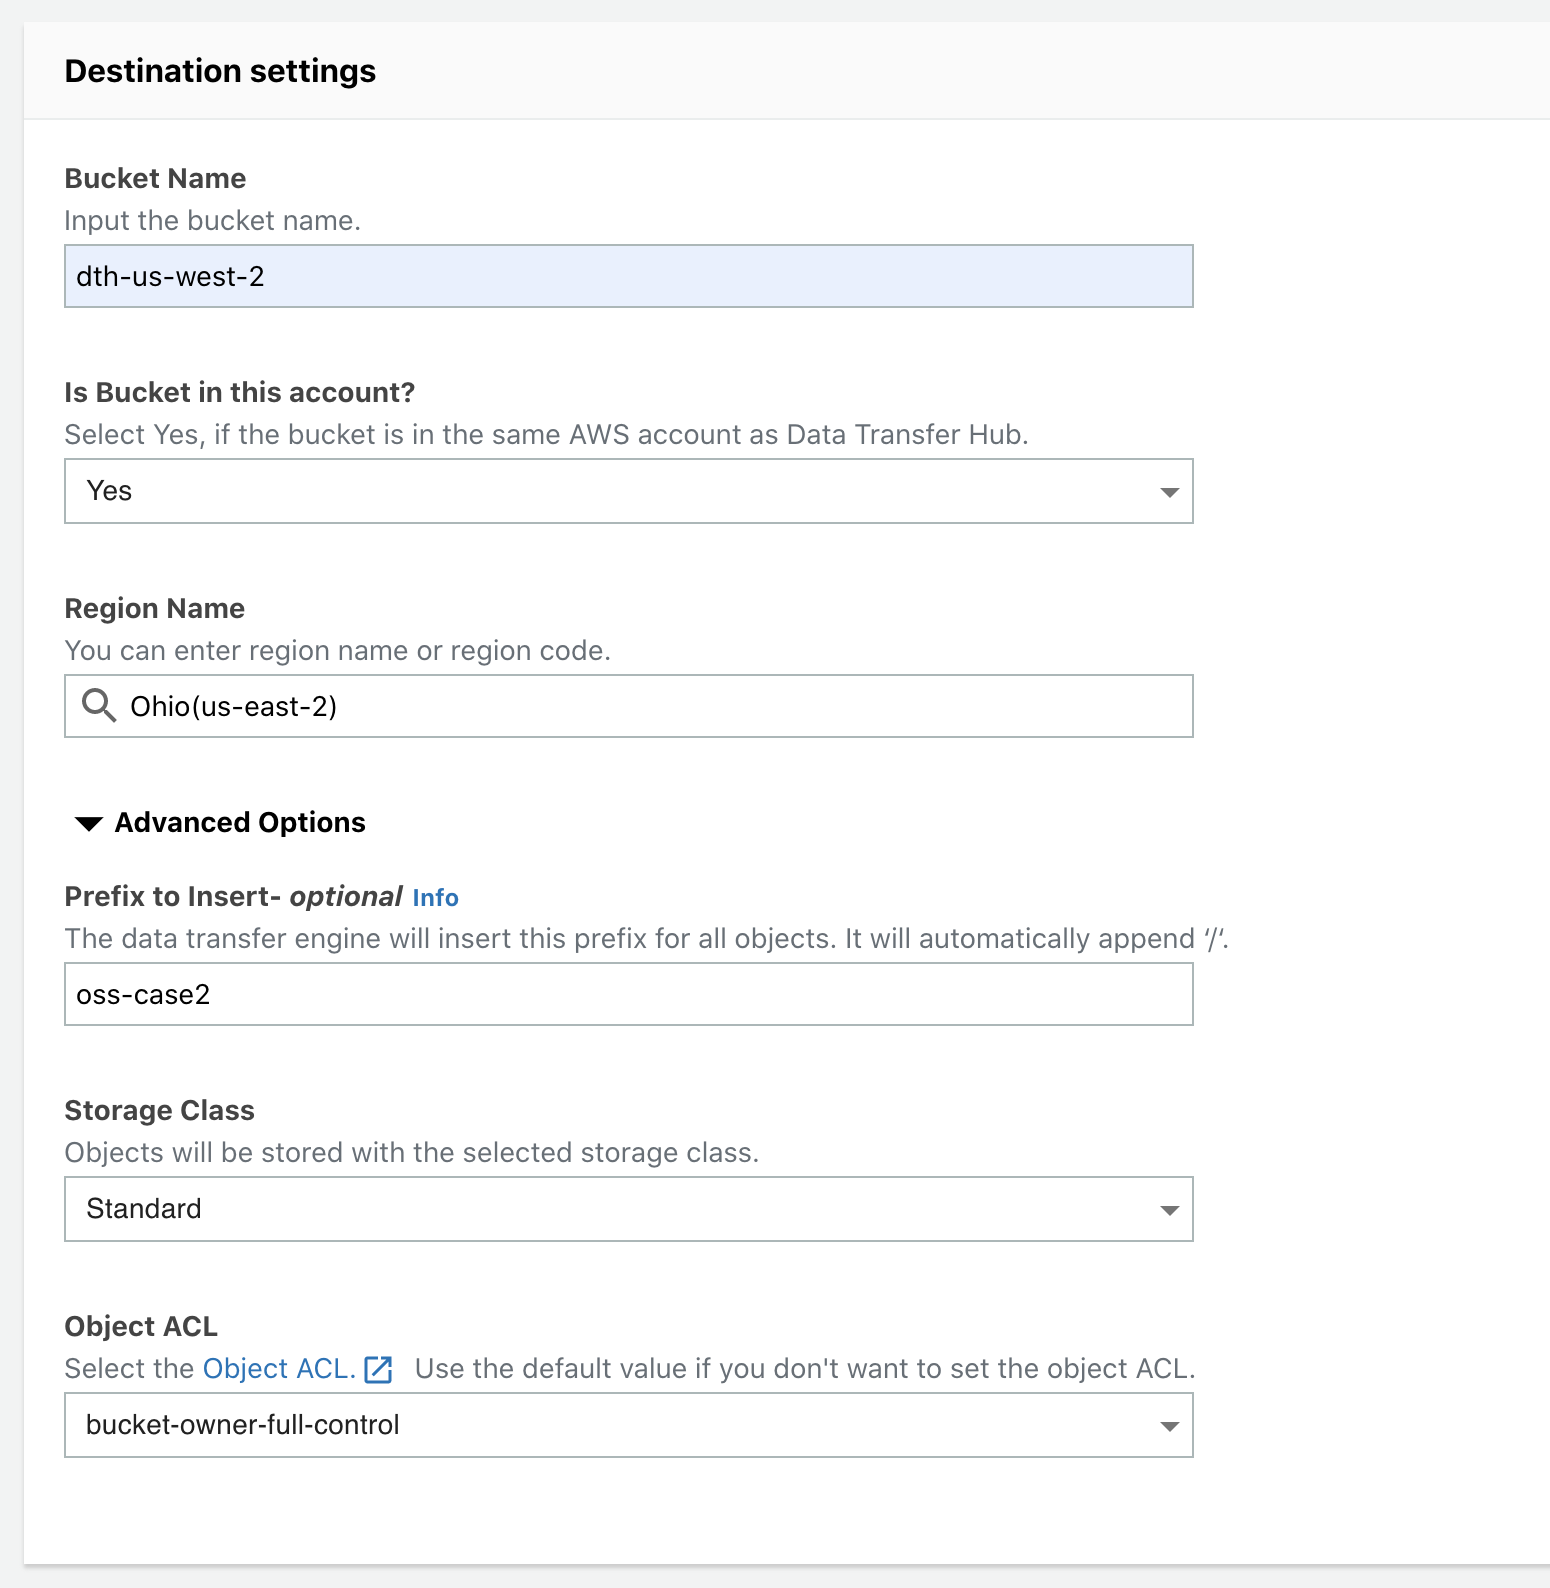 Destination settings
Bucket Name
Input the bucket name.
dth-us-west-2
Is Bucket in this account?
Select Yes, if the bucket is in the same AWS account as Data Transfer Hub.
Yes
Region Name
You can enter region name or region code.
Ohio(us-east-2)
Advanced Options
Prefix to Insert- optional Info
The data transfer engine will insert this prefix for all objects. It will automatically append ‘/‘.
oss-case2
Storage Class
Objects will be stored with the selected storage class.
Standard
Object ACL
Select the Object ACL. Use the default value if you don't want to set the object ACL.
bucket-owner-full-control